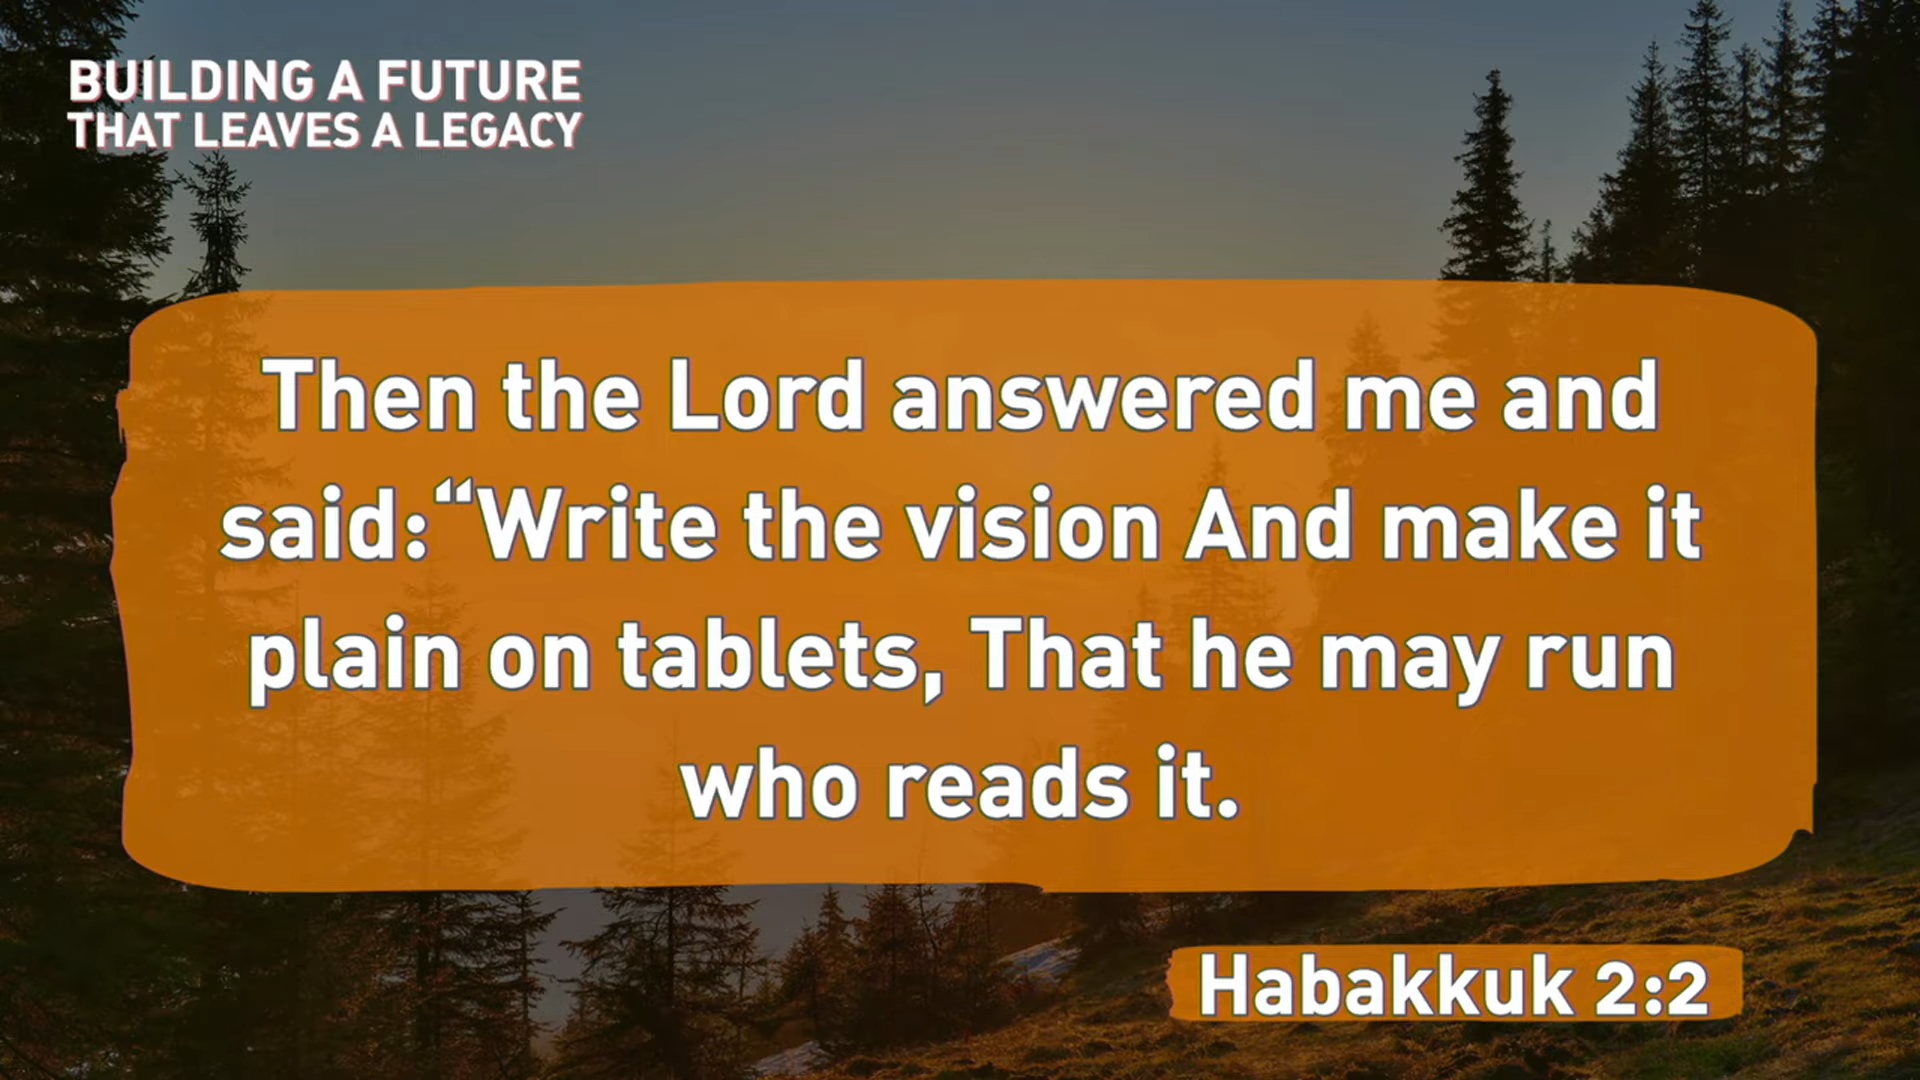 BUILDING A FUTURE
THAT LEAVES A LEGACY
Then the Lord answered me and
said:“Write the vision And make it
plain on tablets, That he may run
who reads it.
Habakkuk 2:2